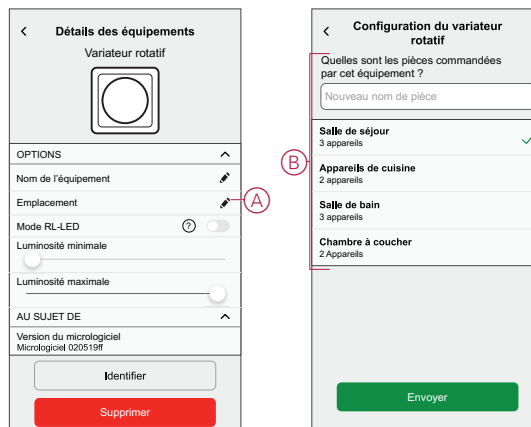 Détails des équipements
Variateur rotatif
OPTIONS
Nom de l'équipement
Emplacement
A
Mode RL-LED
?
Luminosité minimale
Luminosité maximale
AU SUJET DE
Version du micrologiciel
Micrologiciel 020519ff
Identifier
Supprimer
Configuration du variateur
rotatif
Quelles sont les pièces commandées
par cet équipement ?
Nouveau nom de pièce
B
Salle de séjour
3 appareils
Appareils de cuisine
2 appareils
Salle de bain
3 appareils
Chambre à coucher
2 Appareils
Envoyer